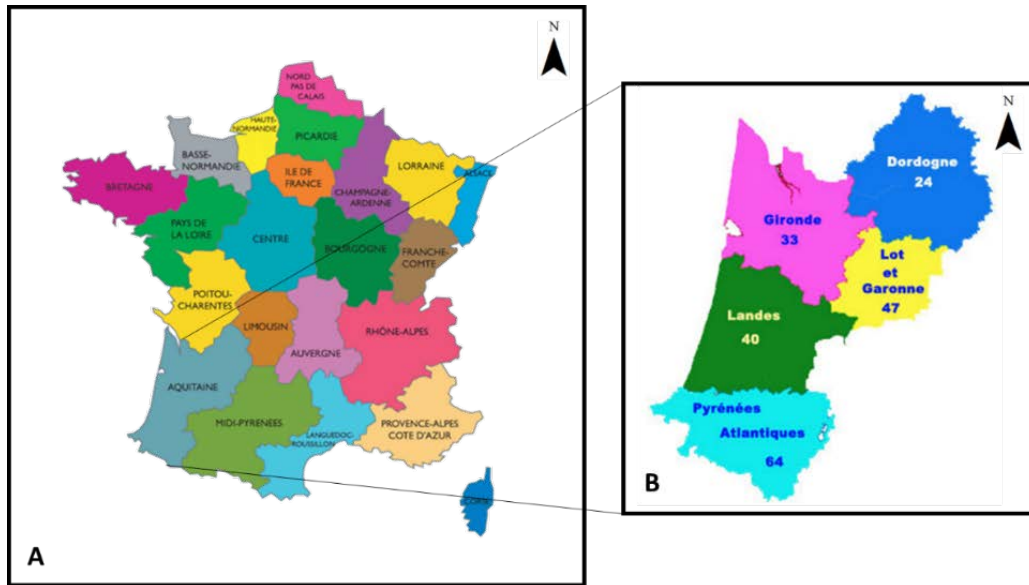 N
NORD
PAS DE
CALAIS
HAUTE-
NORMANDIE
PICARDIE
BASSE-
NORMANDIE
ILE DE
FRANCE
LORRAINE
ALSACE
CHAMPAGNE-
ARDENNE
BRETAGNE
PAYS DE
LA LOIRE
CENTRE
BOURGOGNE
FRANCHE-
COMTE
POITOU-
CHARENTES
LIMOUSIN
AUVERGNE
RHÔNE-ALPES
AQUITAINE
MIDI-PYRENEES
LANGUEDOC-
ROUSSILLON
PROVENCE-ALPES
COTE D'AZUR
CORSE
A
N
Dordogne
24
Gironde
33
Lot
et
Garonne
47
Landes
40
Pyrénées
Atlantiques
64
B